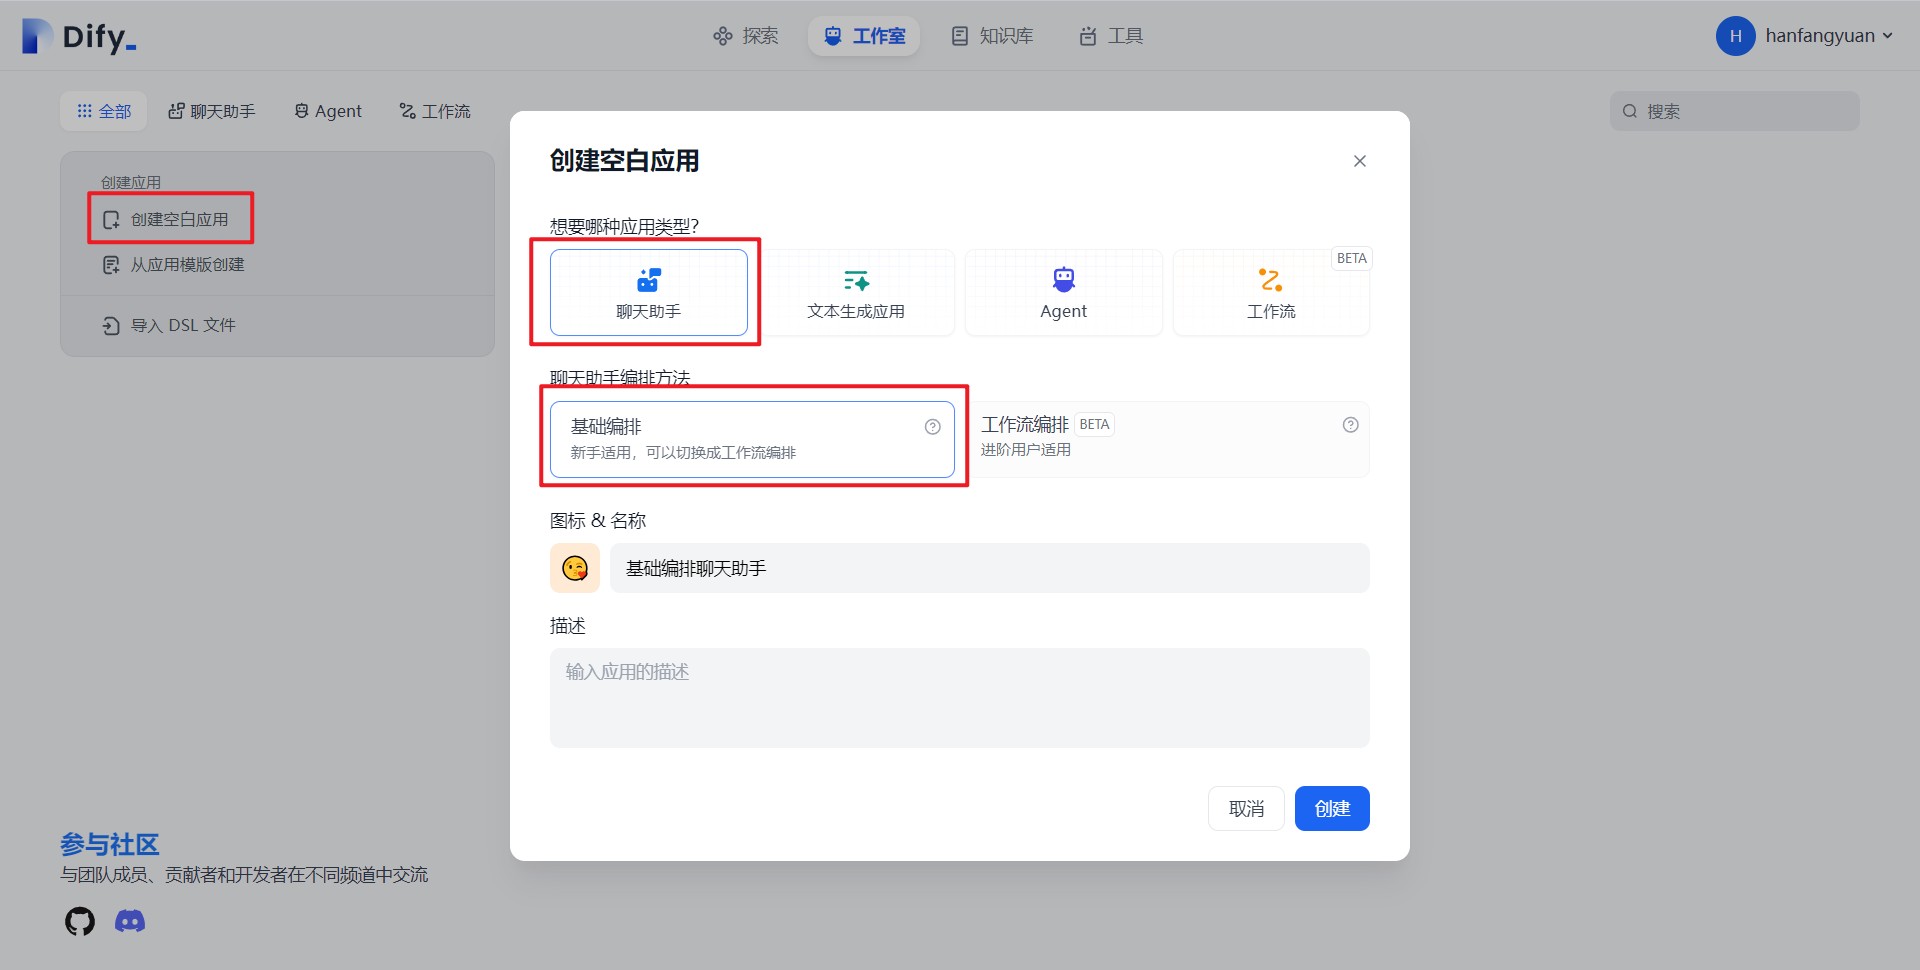 Dify_
探索
工作室
知识库
工具
H
hanfangyuan
全部
聊天助手
Agent
工作流
搜索
创建应用
创建空白应用
从应用模版创建
导入 DSL 文件
创建空白应用
想要哪种应用类型?
聊天助手
文本生成应用
Agent
BETA
工作流
聊天助手编排方法
基础编排
新手适用，可以切换成工作流编排
工作流编排 BETA
进阶用户适用
图标 & 名称
基础编排聊天助手
描述
输入应用的描述
取消
创建
参与社区
与团队成员、贡献者和开发者在不同频道中交流